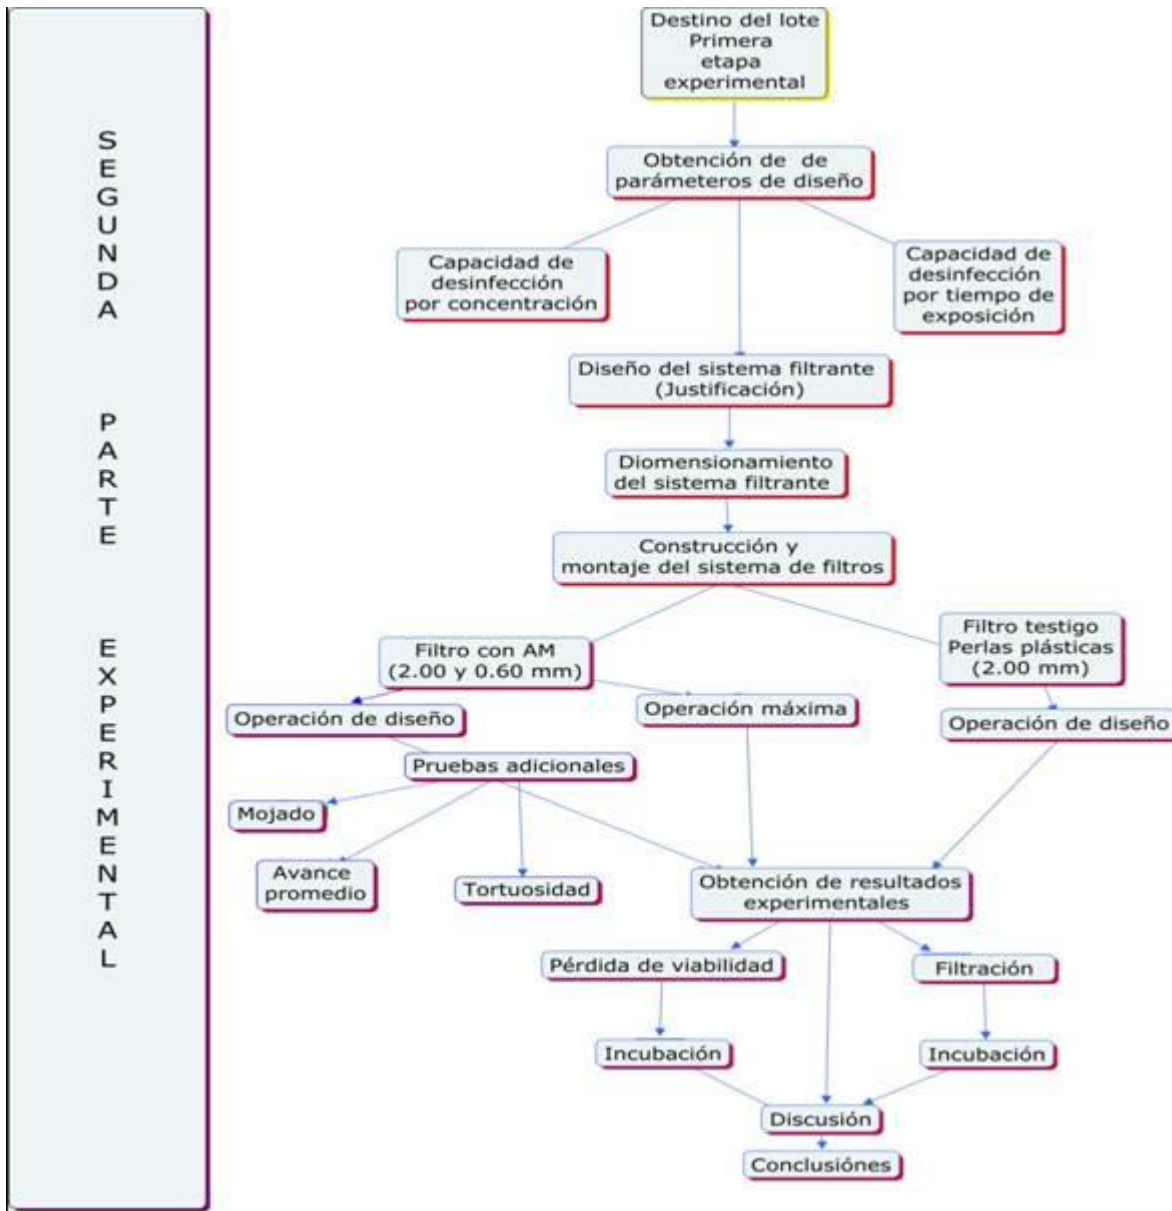 SEGUNDA
PARTE
EXPERIMENTAL
Destino del lote
Primera
etapa
experimental
Obtención de de
parámeteros de diseño
Capacidad de
desinfección
por concentración
Capacidad de
desinfección
por tiempo de
exposición
Diseño del sistema filtrante
(Justificación)
Diomensionamiento
del sistema filtrante
Construcción y
montaje del sistema de filtros
Filtro con AM
(2.00 y 0.60 mm)
Filtro testigo
Perlas plásticas
(2.00 mm)
Operación de diseño
Operación máxima
Operación de diseño
Pruebas adicionales
Mojado
Avance
promedio
Tortuosidad
Obtención de resultados
experimentales
Pérdida de viabilidad
Filtración
Incubación
Incubación
Discusión
Conclusiónes